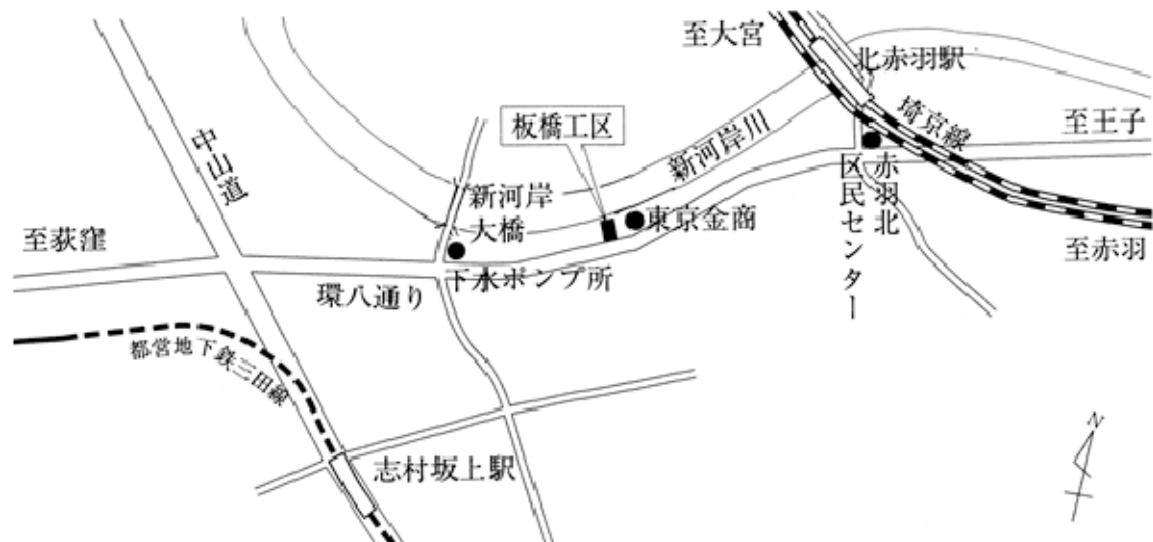 至大宮
北赤羽駅
埼京線
至王子
中山道
板橋工区
新河岸川
赤羽北
区民センター
新河岸
大橋
東京金商
至荻窪
下水ポンプ所
至赤羽
環八通り
都営地下鉄三田線
志村坂上駅
N